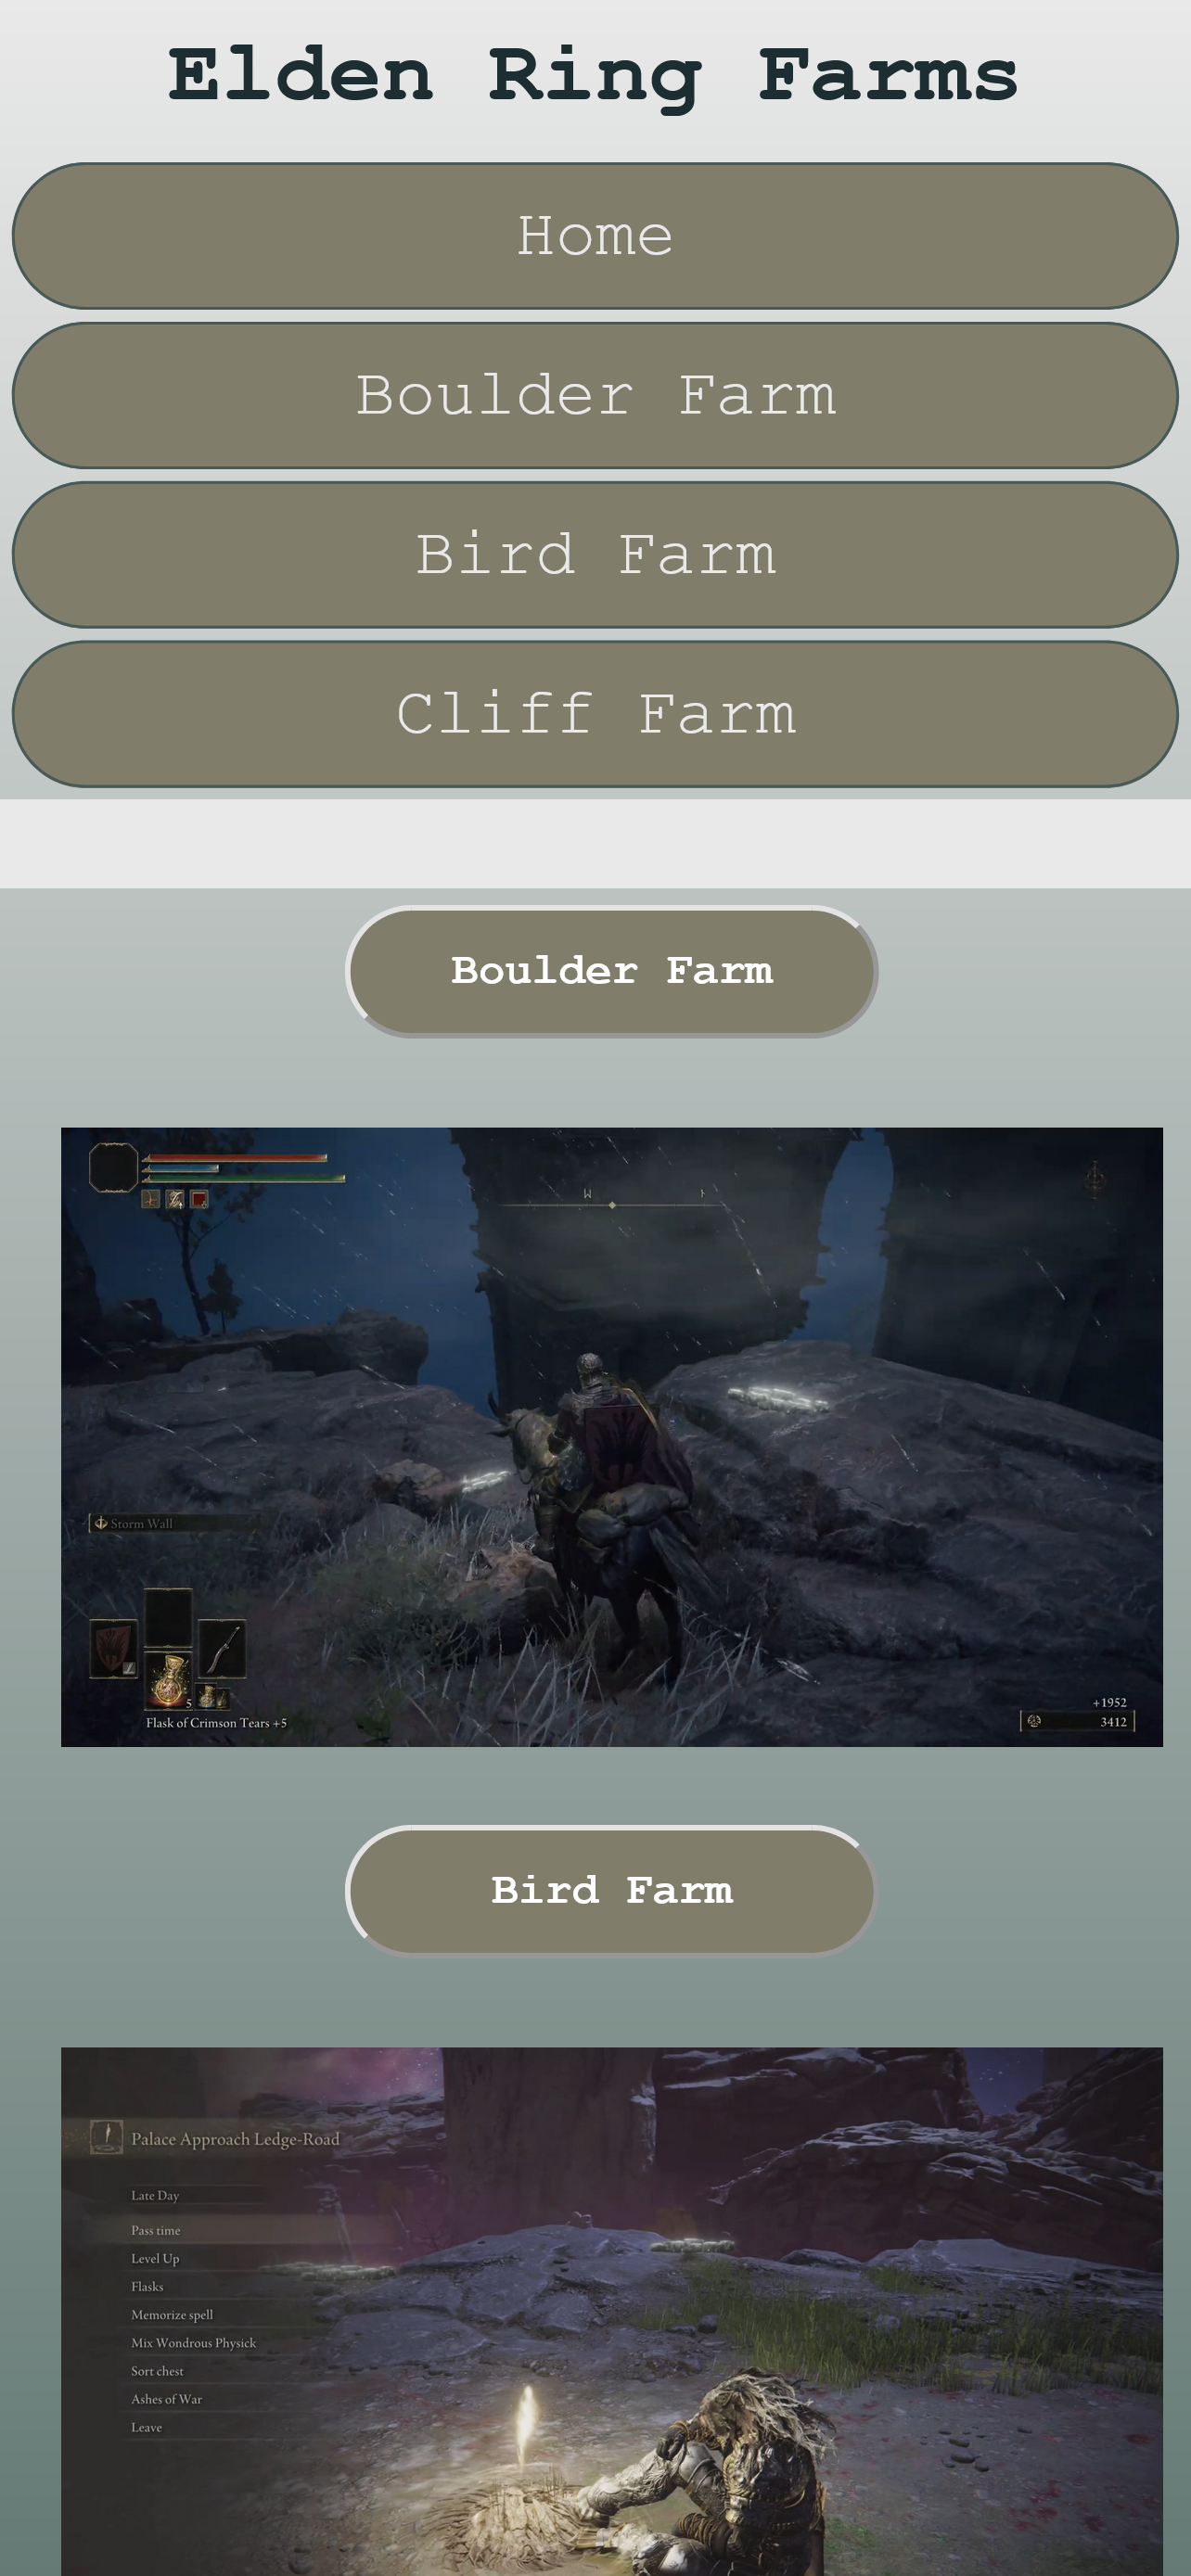 Elden Ring Farms
Home
Boulder Farm
Bird Farm
Cliff Farm
Boulder Farm
W
Storm Wall
5
Flask of Crimson Tears +5
+1952
3412
Bird Farm
Palace Approach Ledge-Road
Late Day
Pass time
Level Up
Flasks
Memorize spell
Mix Wondrous Physick
Sort chest
Ashes of War
Leave